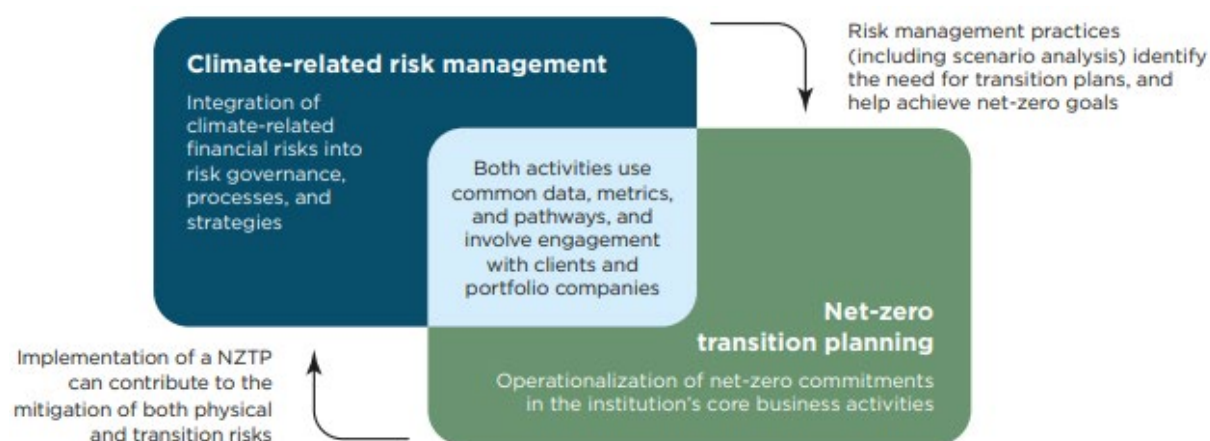 Climate-related risk management
Integration of
climate-related
financial risks into
risk governance,
processes, and
strategies
Risk management practices
(including scenario analysis) identify
the need for transition plans, and
help achieve net-zero goals
Both activities use
common data, metrics,
and pathways, and
involve engagement
with clients and
portfolio companies
Net-zero
transition planning
Operationalization of net-zero commitments
in the institution's core business activities
Implementation of a NZTP
can contribute to the
mitigation of both physical
and transition risks